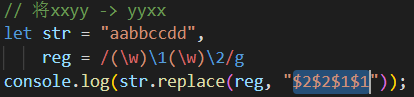 // 将xxyy -> yyxx
let str = "aabbccdd",
    reg = /(\w)\1(\w)\2/g
console.log(str.replace(reg, "$2$2$1$1"));